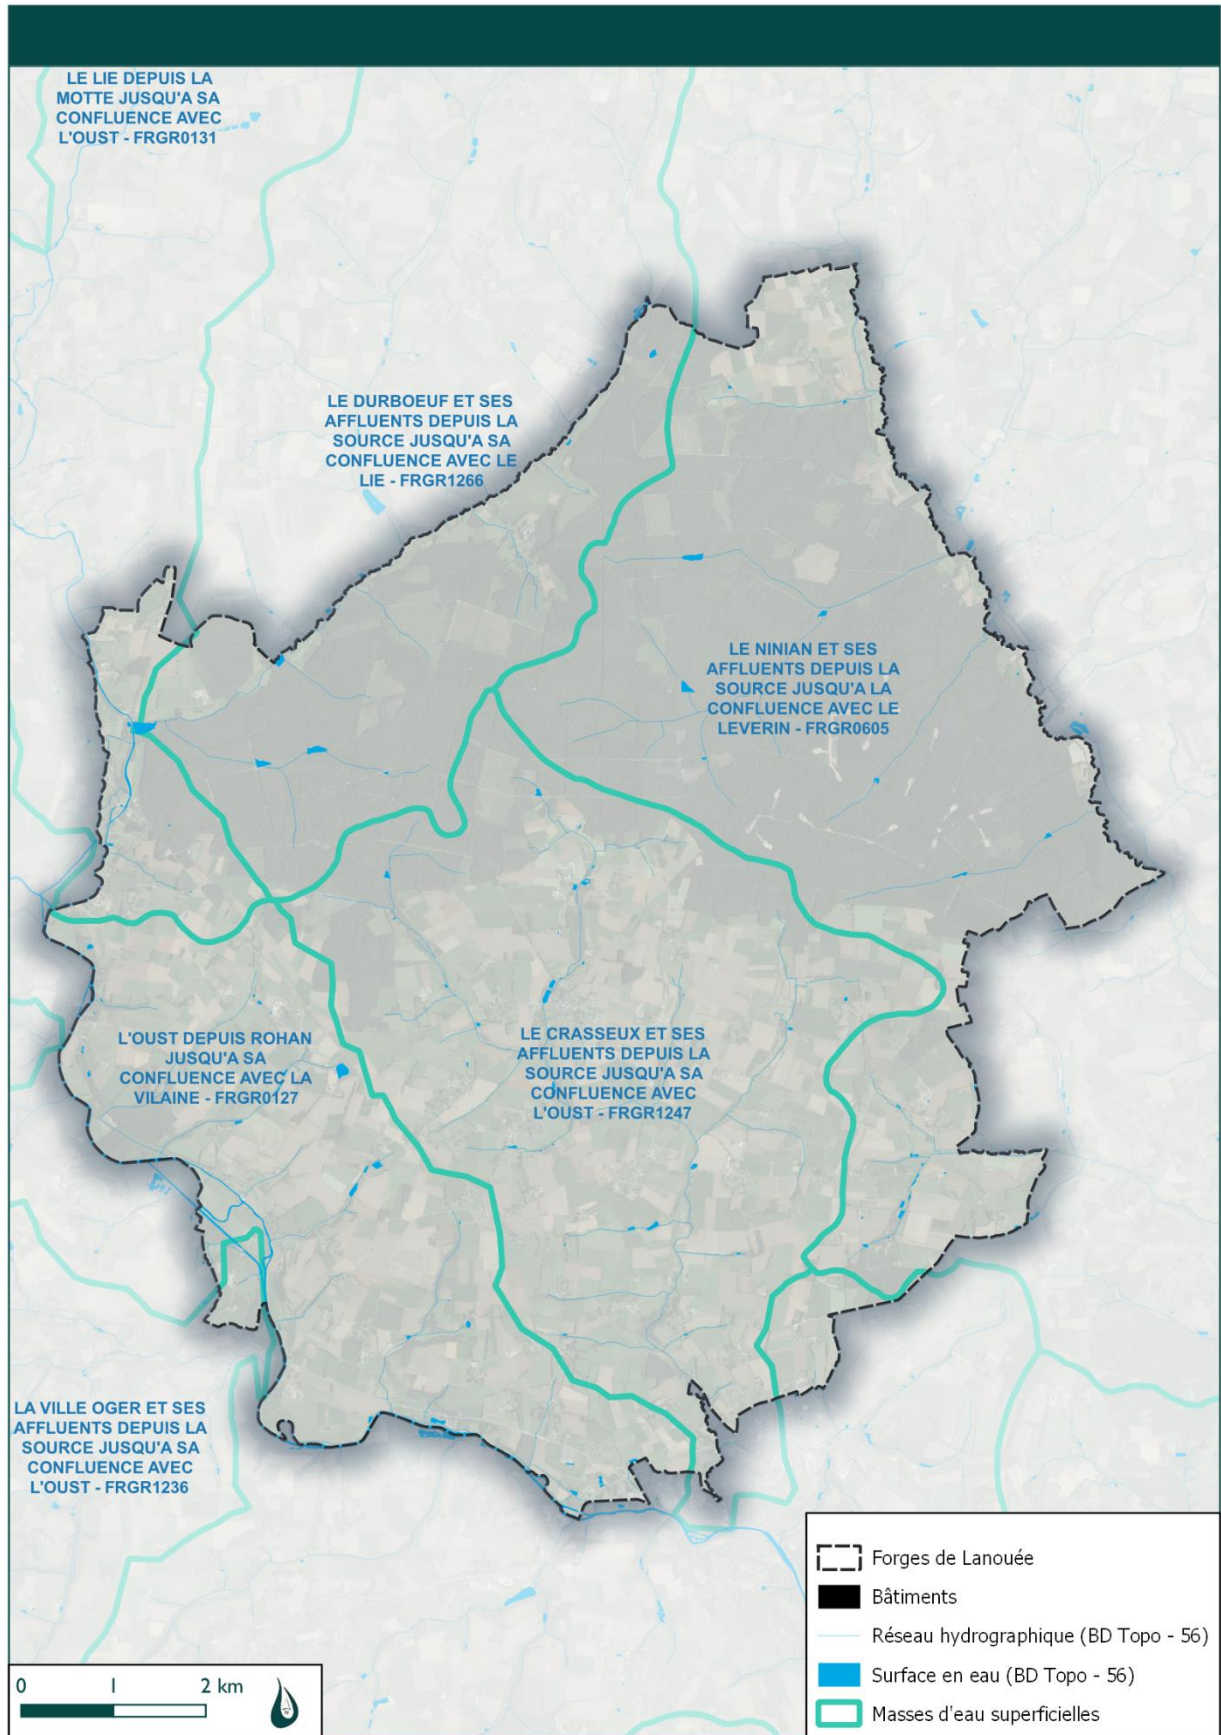 LE LIE DEPUIS LA
MOTTE JUSQU'A SA
CONFLUENCE AVEC
L'OUST - FRGR0131
LE DURBOEUF ET SES
AFFLUENTS DEPUIS LA
SOURCE JUSQU'A SA
CONFLUENCE AVEC LE
LIE - FRGR1266
LE NINIAN ET SES
AFFLUENTS DEPUIS LA
SOURCE JUSQU'A LA
CONFLUENCE AVEC LE
LEVERIN - FRGR0605
L'OUST DEPUIS ROHAN
JUSQU'A SA
CONFLUENCE AVEC LA
VILAINE - FRGR0127
LE CRASSEUX ET SES
AFFLUENTS DEPUIS LA
SOURCE JUSQU'A SA
CONFLUENCE AVEC
L'OUST - FRGR1247
LA VILLE OGER ET SES
AFFLUENTS DEPUIS LA
SOURCE JUSQU'A SA
CONFLUENCE AVEC
L'OUST - FRGR1236
Forges de Lanouée
Bâtiments
Réseau hydrographique (BD Topo - 56)
Surface en eau (BD Topo - 56)
Masses d'eau superficielles
0 1 2 km